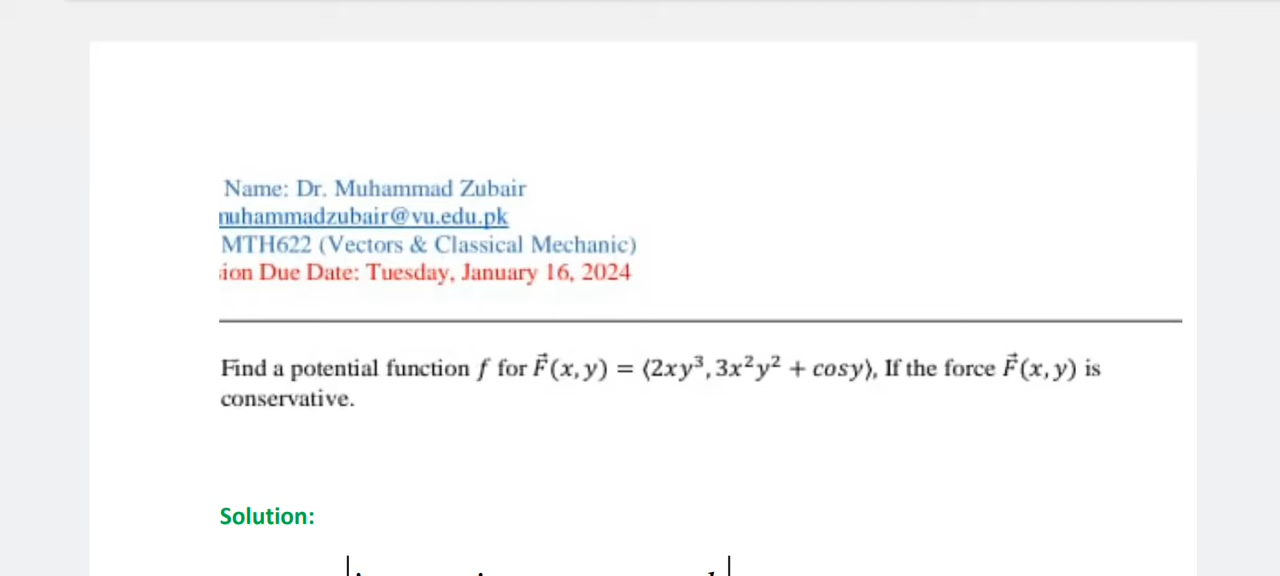 Name: Dr. Muhammad Zubair
muhammadzubair@vu.edu.pk
MTH622 (Vectors & Classical Mechanic)
ion Due Date: Tuesday, January 16, 2024
Find a potential function f for F⃗(x, y) = ⟨2xy³, 3x²y² + cosy⟩, If the force F⃗(x, y) is
conservative.
Solution: